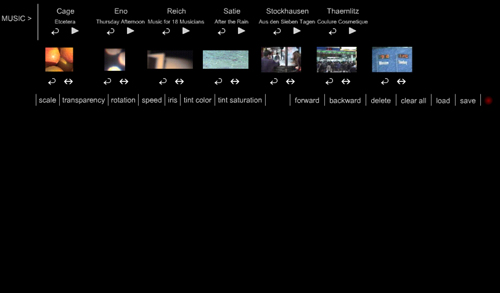 MUSIC >
Cage Eno Reich Satie Stockhausen Thaemlitz
Etcetera Thursday Afternoon Music for 18 Musicians After the Rain Aus den Sieben Tagen Couture Cosmetique
scale transparency rotation speed iris tint color tint saturation forward backward delete clear all load save